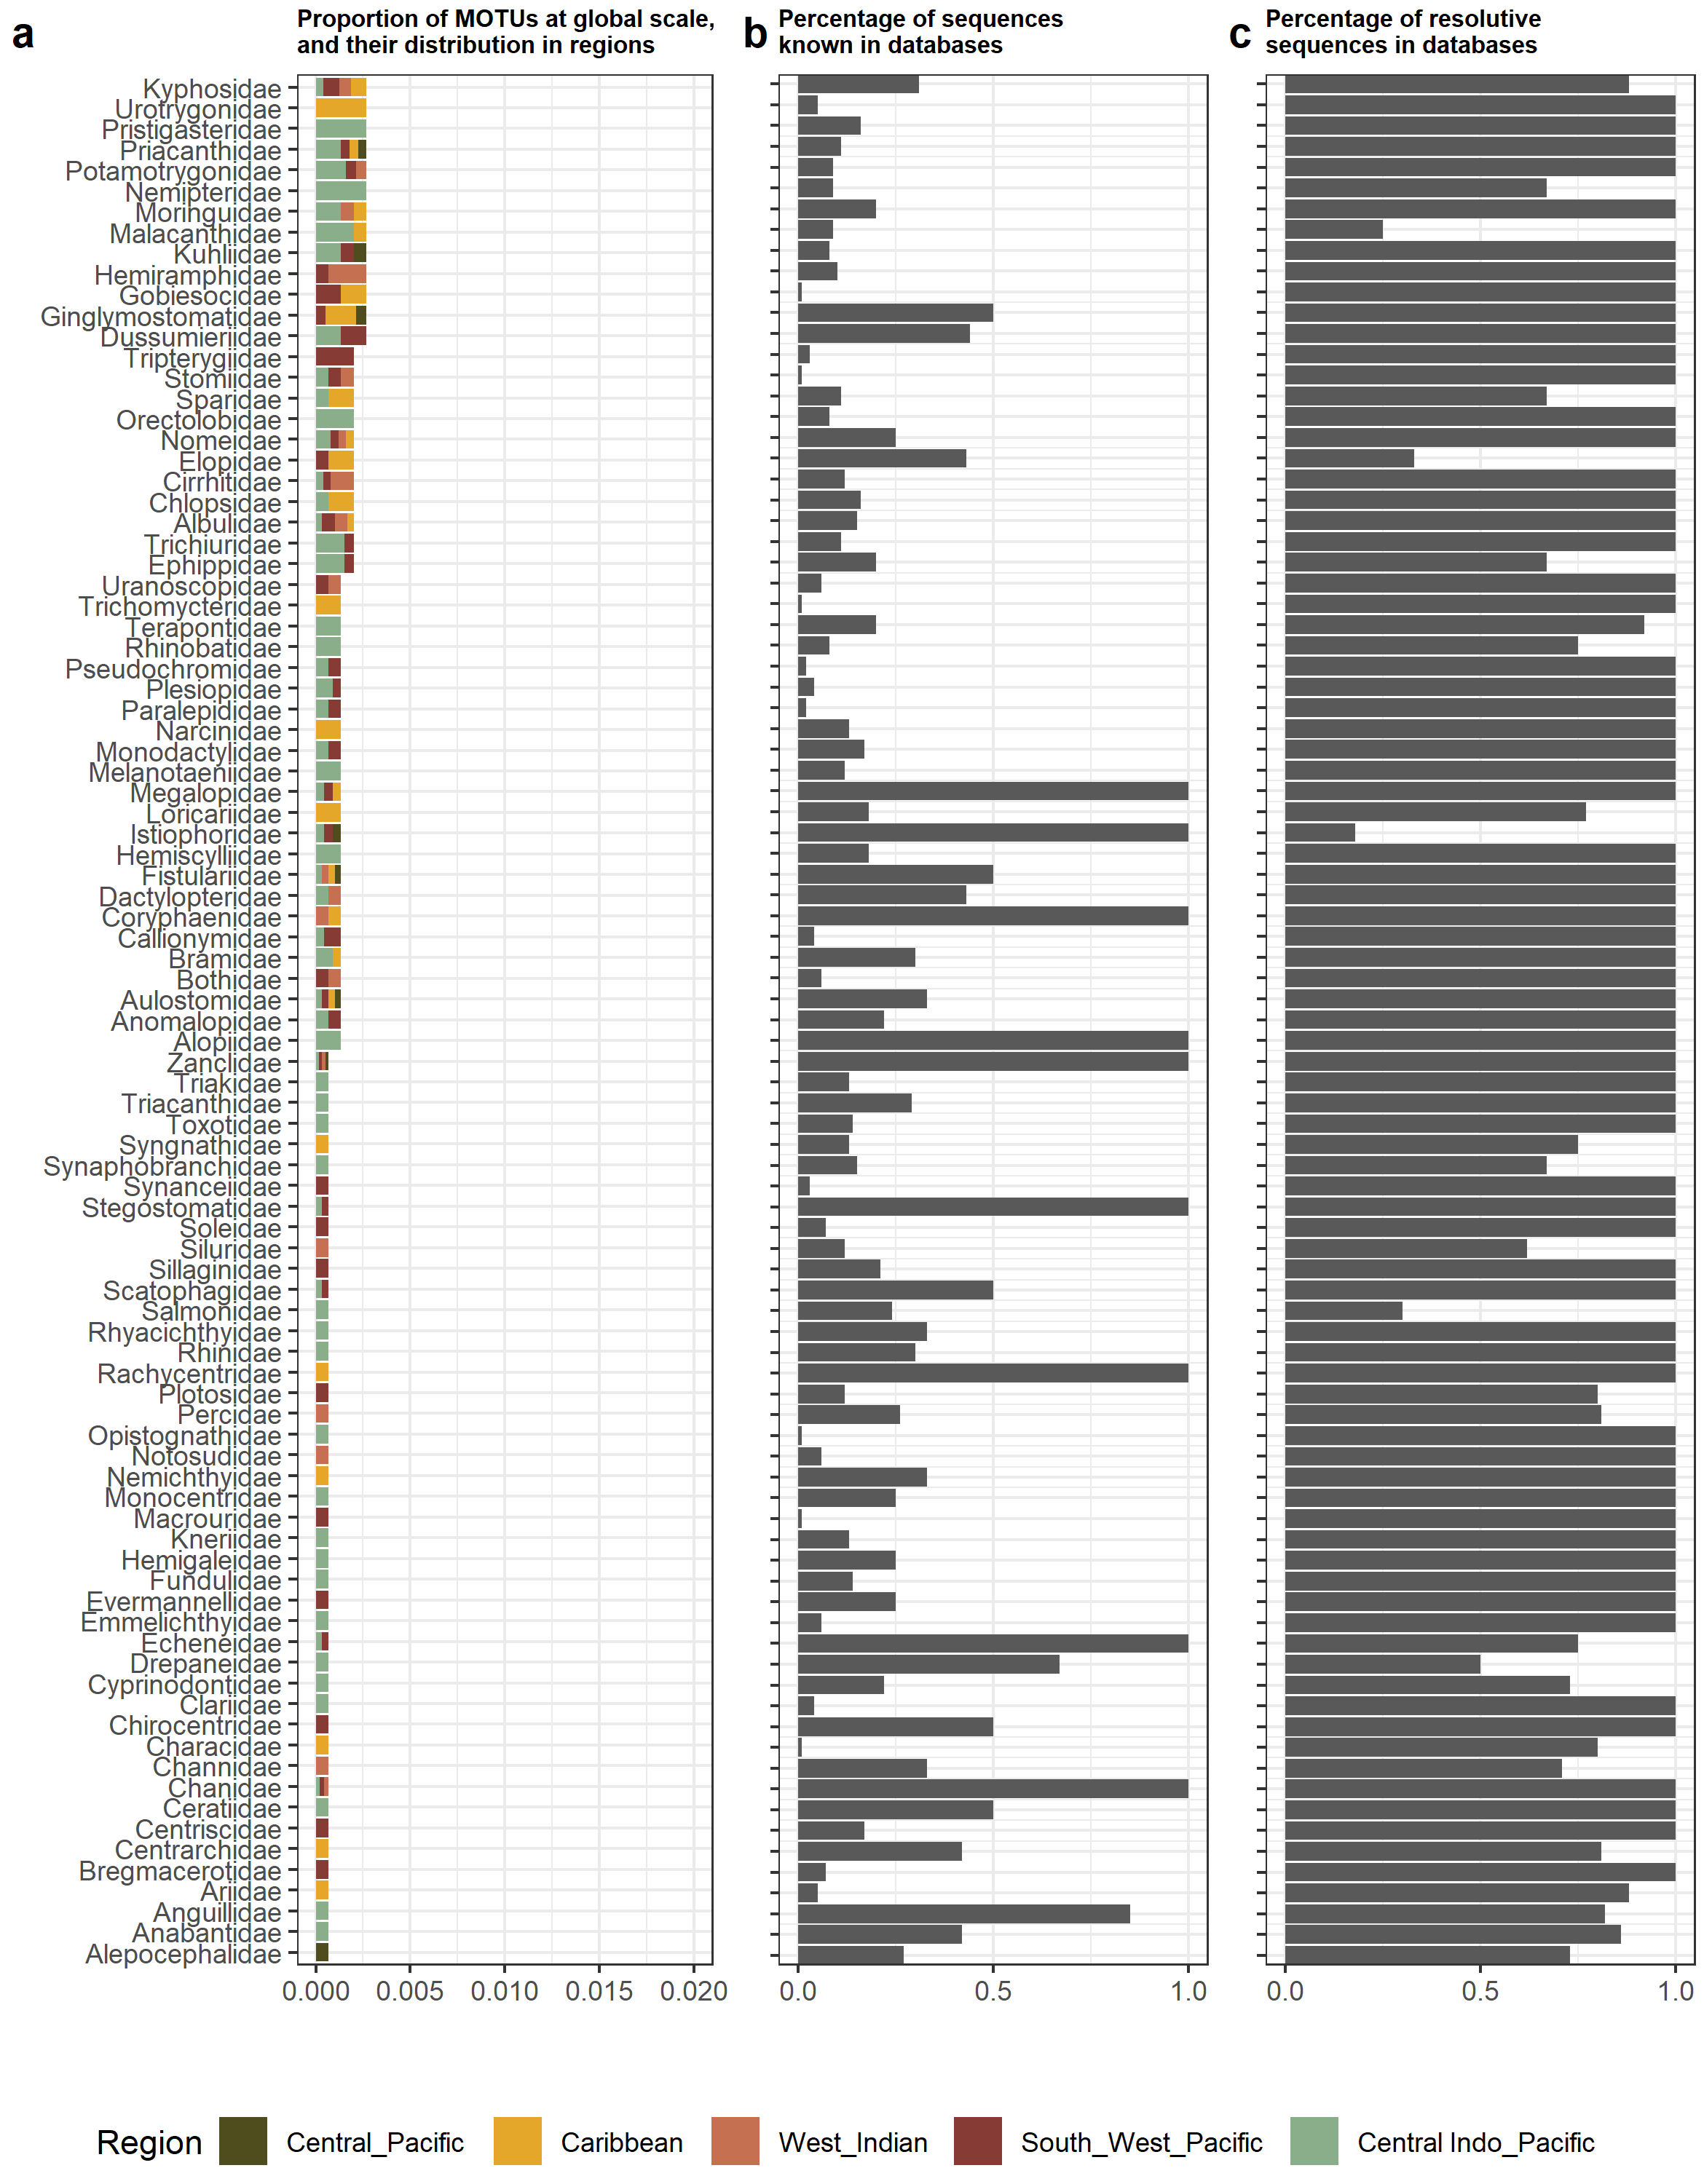 a
Proportion of MOTUs at global scale,
and their distribution in regions
b
Percentage of sequences
known in databases
c
Percentage of resolutive
sequences in databases
Kyphosidae
Urotrygonidae
Pristigasteridae
Priacanthidae
Potamotrygonidae
Nemipteridae
Moringuidae
Malacanthidae
Kuhliidae
Hemiramphidae
Gobiesocidae
Ginglymostomatidae
Dussumieriidae
Tripterygiidae
Stomiidae
Sparidae
Orectolobidae
Nomeidae
Elopidae
Cirrhitidae
Chlopsidae
Albulidae
Trichiuridae
Ephippidae
Uranoscopidae
Trichomycteridae
Terapontidae
Rhinobatidae
Pseudochromidae
Plesiopidae
Paralepididae
Narcinidae
Monodactylidae
Melanotaeniidae
Megalopidae
Loricariidae
Istiophoridae
Hemiscylliidae
Fistulariidae
Dactylopteridae
Coryphaenidae
Callionymidae
Bramidae
Bothidae
Aulostomidae
Anomalopidae
Alopiidae
Zanclidae
Triakidae
Triacanthidae
Toxotidae
Syngnathidae
Synaphobranchidae
Synanceiidae
Stegostomatidae
Soleidae
Siluridae
Sillaginidae
Scatophagidae
Salmonidae
Rhyacichthyidae
Rhinidae
Rachycentridae
Plotosidae
Percidae
Opistognathidae
Notosudidae
Nemichthyidae
Monocentridae
Macrouridae
Kneriidae
Hemigaleidae
Fundulidae
Evermannellidae
Emmelichthyidae
Echeneidae
Drepaneidae
Cyprinodontidae
Clariidae
Chirocentridae
Characidae
Channidae
Chanidae
Ceratiidae
Centriscidae
Centrarchidae
Bregmacerotidae
Ariidae
Anguillidae
Anabantidae
Alepocephalidae
0.000 0.005 0.010 0.015 0.020
0.0 0.5 1.0
0.0 0.5 1.0
Region Central_Pacific Caribbean West_Indian South_West_Pacific Central Indo_Pacific